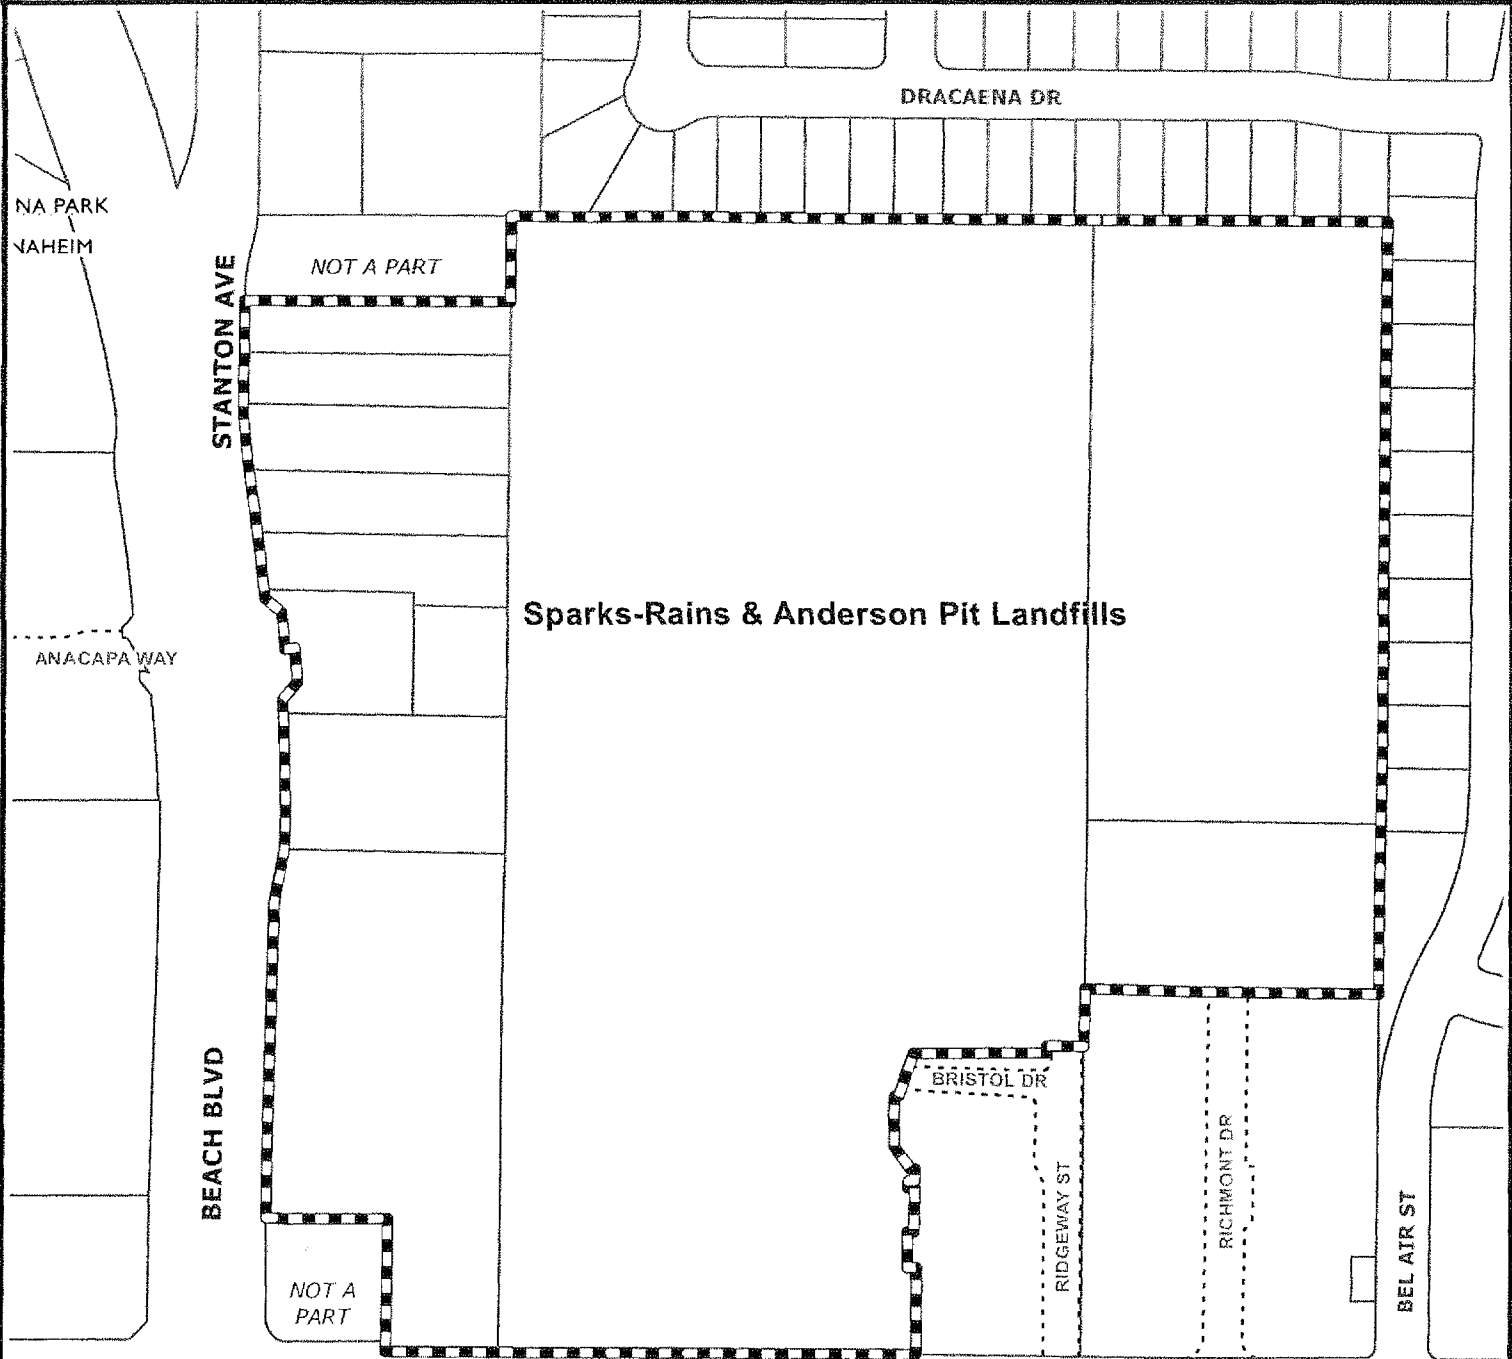 DRACAENA DR
NA PARK
NAHEIM
NOT A PART
STANTON AVE
Sparks-Rains & Anderson Pit Landfills
ANACAPA WAY
BRISTOL DR
BEACH BLVD
RIDGEWAY ST
RICHMONT DR
BEL AIR ST
NOT A
PART